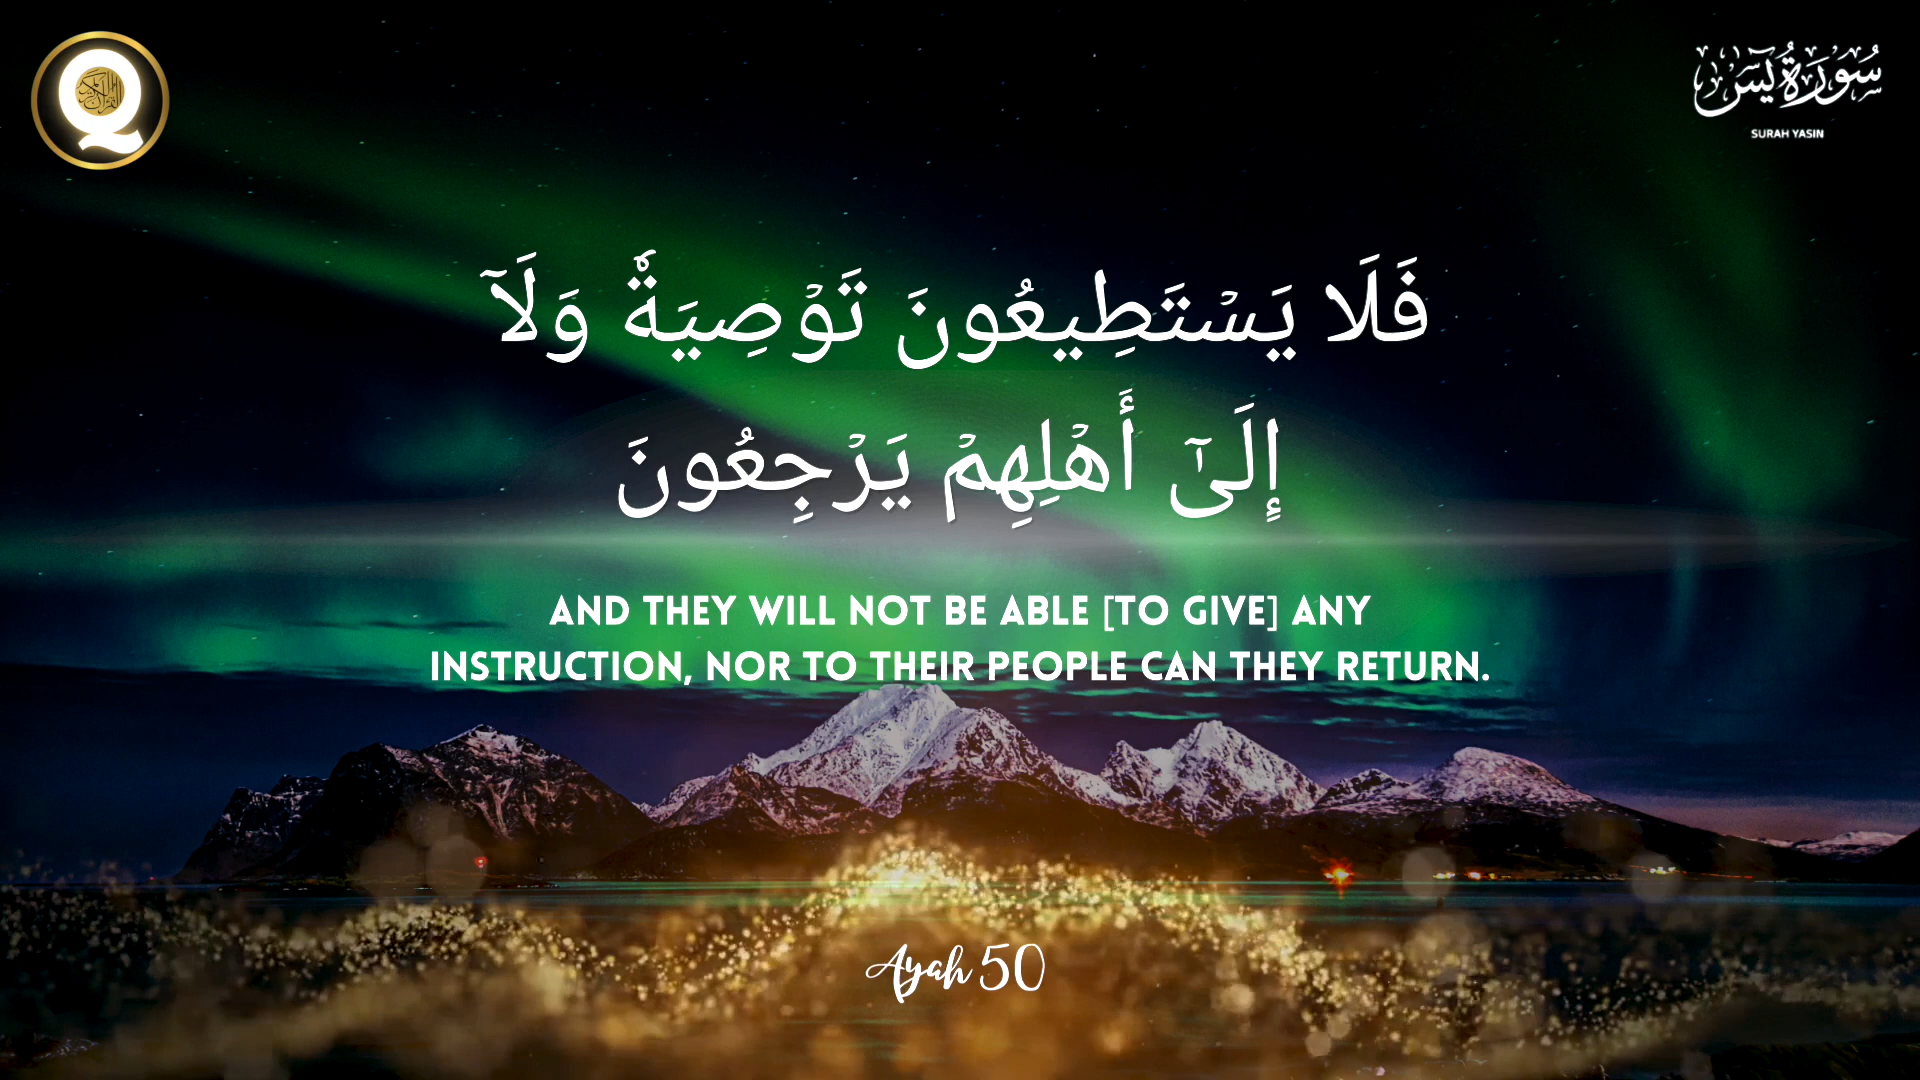 Q
سُورَةُ يسٓ
SURAH YASIN
فَلَا يَسْتَطِيعُونَ تَوْصِيَةٌ وَلَآ
إِلَىٰٓ أَهْلِهِمْ يَرْجِعُونَ
AND THEY WILL NOT BE ABLE [TO GIVE] ANY
INSTRUCTION, NOR TO THEIR PEOPLE CAN THEY RETURN.
Ayah 50